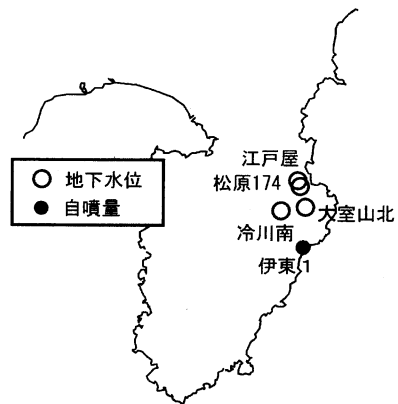 江戸屋
松原174
○ 地下水位
● 自噴量
大室山北
冷川南
伊東1